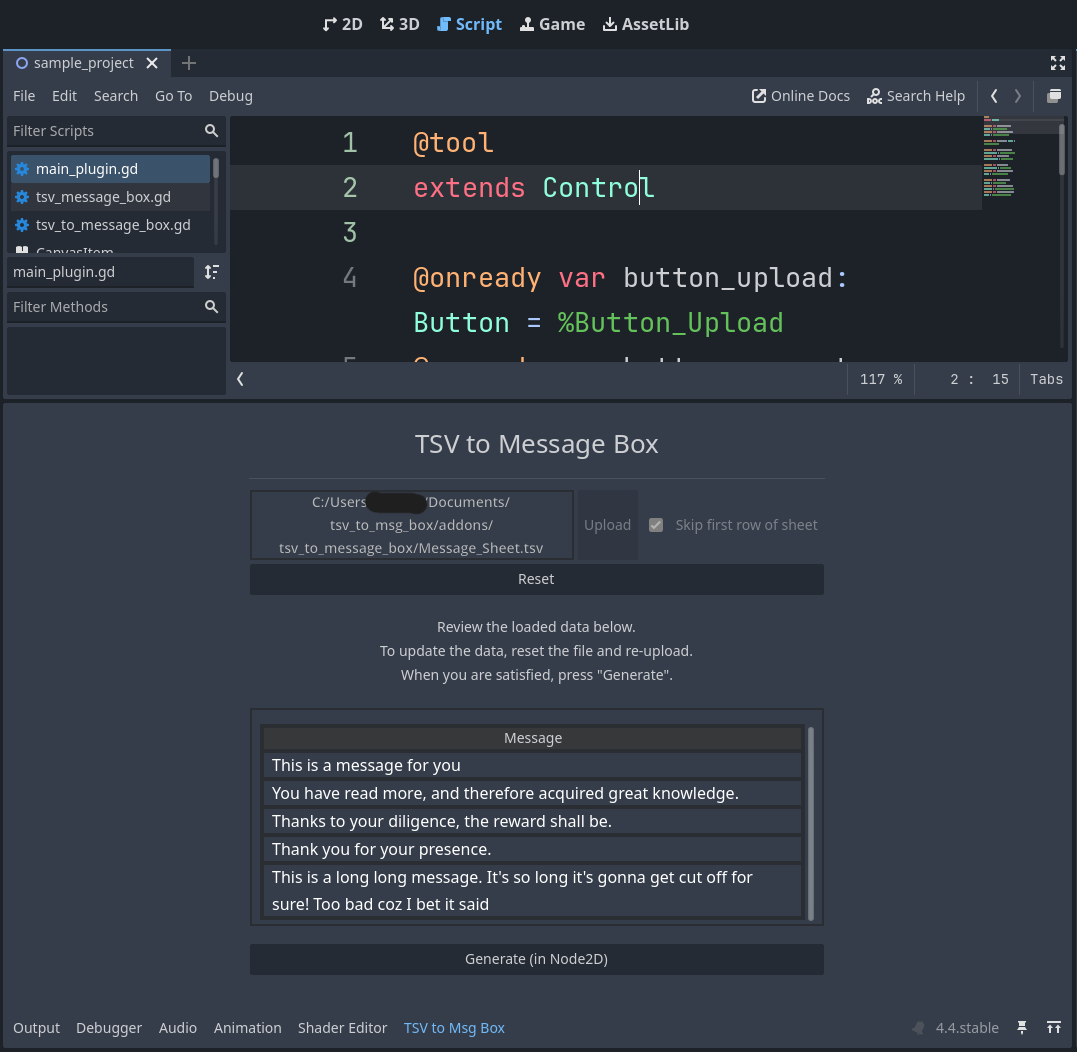 2D 3D Script Game AssetLib
sample_project
File Edit Search Go To Debug Online Docs Search Help
Filter Scripts
main_plugin.gd
tsv_message_box.gd
tsv_to_message_box.gd
CanvasItem
main_plugin.gd
Filter Methods
1 @tool
2 extends Control
3
4 @onready var button_upload:
Button = %Button_Upload
117 % 2 : 15 Tabs
TSV to Message Box
C:/Users/Documents/
tsv_to_msg_box/addons/
tsv_to_message_box/Message_Sheet.tsv
Upload
Skip first row of sheet
Reset
Review the loaded data below.
To update the data, reset the file and re-upload.
When you are satisfied, press "Generate".
Message
This is a message for you
You have read more, and therefore acquired great knowledge.
Thanks to your diligence, the reward shall be.
Thank you for your presence.
This is a long long message. It's so long it's gonna get cut off for
sure! Too bad coz I bet it said
Generate (in Node2D)
Output Debugger Audio Animation Shader Editor TSV to Msg Box 4.4.stable